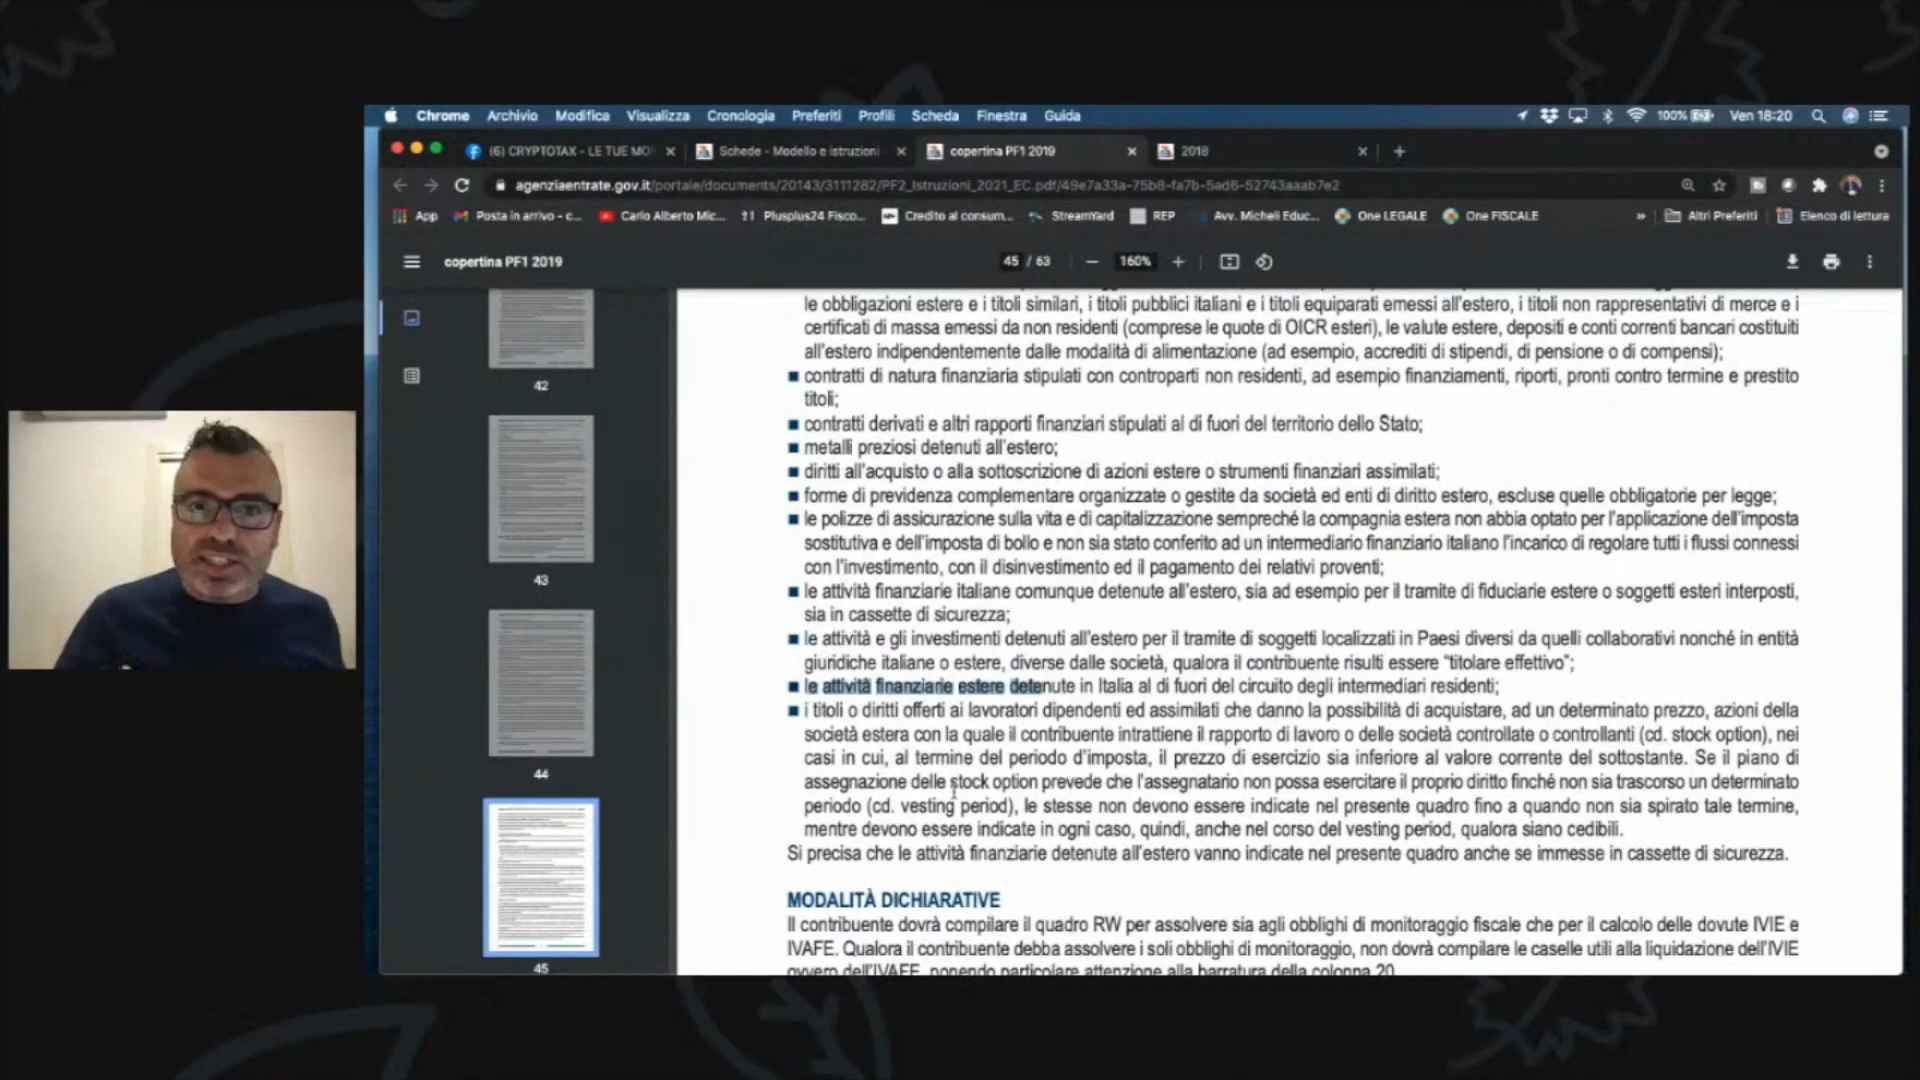 Chrome Archivio Modifica Visualizza Cronologia Preferiti Profili Scheda Finestra Guida 100% Ven 18:20
(6) CRYPTOTAX - LE TUE MO
Schede - Modello e istruzioni
copertina PF1 2019
2018
agenziaentrate.gov.it/portale/documents/20143/3111282/PF2_Istruzioni_2021_EC.pdf/49e7a33a-75b8-fa7b-5ad6-52743aaab7e2
App Posta in arrivo - c... Carlo Alberto Mic... Plusplus24 Fisco... Credito al consum... StreamYard REP Avv. Micheli Educ... One LEGALE One FISCALE » Altri Preferiti Elenco di lettura
copertina PF1 2019 45 / 63 − 160% +
42
43
44
45
le obbligazioni estere e i titoli similari, i titoli pubblici italiani e i titoli equiparati emessi all'estero, i titoli non rappresentativi di merce e i
certificati di massa emessi da non residenti (comprese le quote di OICR esteri), le valute estere, depositi e conti correnti bancari costituiti
all'estero indipendentemente dalle modalità di alimentazione (ad esempio, accrediti di stipendi, di pensione o di compensi);
■ contratti di natura finanziaria stipulati con controparti non residenti, ad esempio finanziamenti, riporti, pronti contro termine e prestito
titoli;
■ contratti derivati e altri rapporti finanziari stipulati al di fuori del territorio dello Stato;
■ metalli preziosi detenuti all'estero;
■ diritti all'acquisto o alla sottoscrizione di azioni estere o strumenti finanziari assimilati;
■ forme di previdenza complementare organizzate o gestite da società ed enti di diritto estero, escluse quelle obbligatorie per legge;
■ le polizze di assicurazione sulla vita e di capitalizzazione sempreché la compagnia estera non abbia optato per l'applicazione dell'imposta
sostitutiva e dell'imposta di bollo e non sia stato conferito ad un intermediario finanziario italiano l'incarico di regolare tutti i flussi connessi
con l'investimento, con il disinvestimento ed il pagamento dei relativi proventi;
■ le attività finanziarie italiane comunque detenute all'estero, sia ad esempio per il tramite di fiduciarie estere o soggetti esteri interposti,
sia in cassette di sicurezza;
■ le attività e gli investimenti detenuti all'estero per il tramite di soggetti localizzati in Paesi diversi da quelli collaborativi nonché in entità
giuridiche italiane o estere, diverse dalle società, qualora il contribuente risulti essere "titolare effettivo";
■ le attività finanziarie estere detenute in Italia al di fuori del circuito degli intermediari residenti;
■ i titoli o diritti offerti ai lavoratori dipendenti ed assimilati che danno la possibilità di acquistare, ad un determinato prezzo, azioni della
società estera con la quale il contribuente intrattiene il rapporto di lavoro o delle società controllate o controllanti (cd. stock option), nei
casi in cui, al termine del periodo d'imposta, il prezzo di esercizio sia inferiore al valore corrente del sottostante. Se il piano di
assegnazione delle stock option prevede che l'assegnatario non possa esercitare il proprio diritto finché non sia trascorso un determinato
periodo (cd. vesting period), le stesse non devono essere indicate nel presente quadro fino a quando non sia spirato tale termine,
mentre devono essere indicate in ogni caso, quindi, anche nel corso del vesting period, qualora siano cedibili.
Si precisa che le attività finanziarie detenute all'estero vanno indicate nel presente quadro anche se immesse in cassette di sicurezza.
MODALITÀ DICHIARATIVE
Il contribuente dovrà compilare il quadro RW per assolvere sia agli obblighi di monitoraggio fiscale che per il calcolo delle dovute IVIE e
IVAFE. Qualora il contribuente debba assolvere i soli obblighi di monitoraggio, non dovrà compilare le caselle utili alla liquidazione dell'IVIE
ovvero dell'IVAFE, ponendo particolare attenzione alla barratura della colonna 20.